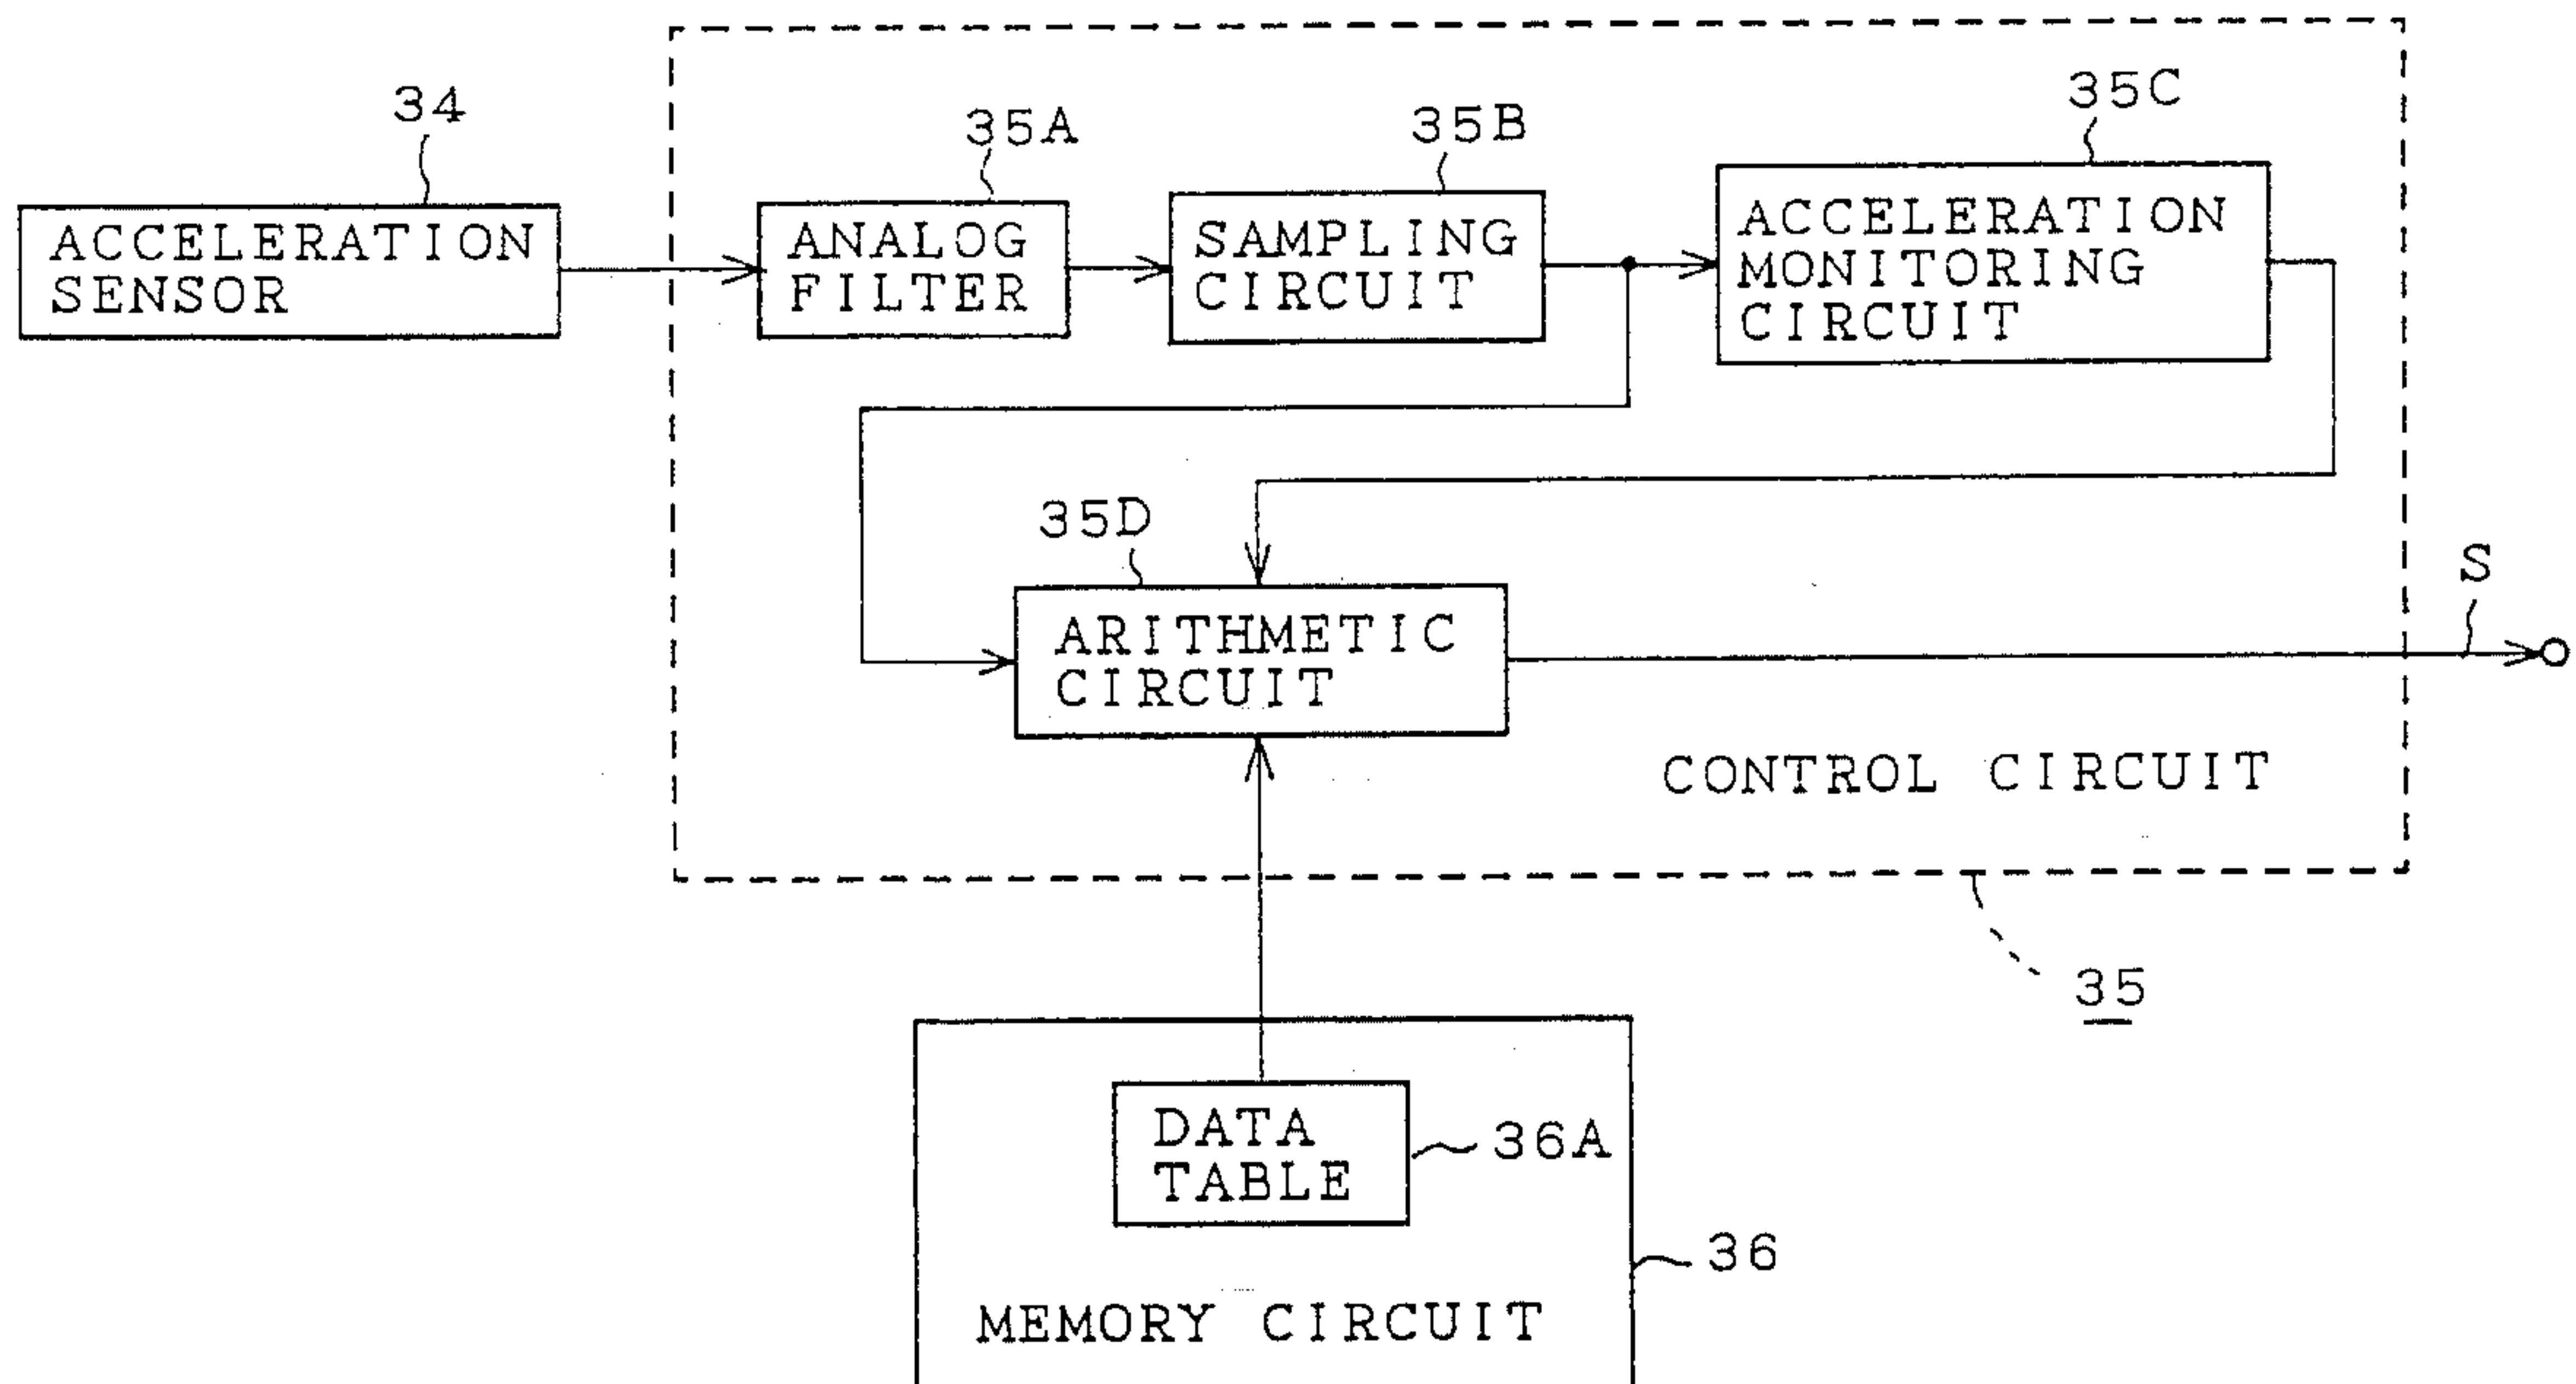 34
ACCELERATION
SENSOR
35A
ANALOG
FILTER
35B
SAMPLING
CIRCUIT
35C
ACCELERATION
MONITORING
CIRCUIT
35D
ARITHMETIC
CIRCUIT
S
CONTROL CIRCUIT
35
DATA
TABLE
36A
36
MEMORY CIRCUIT